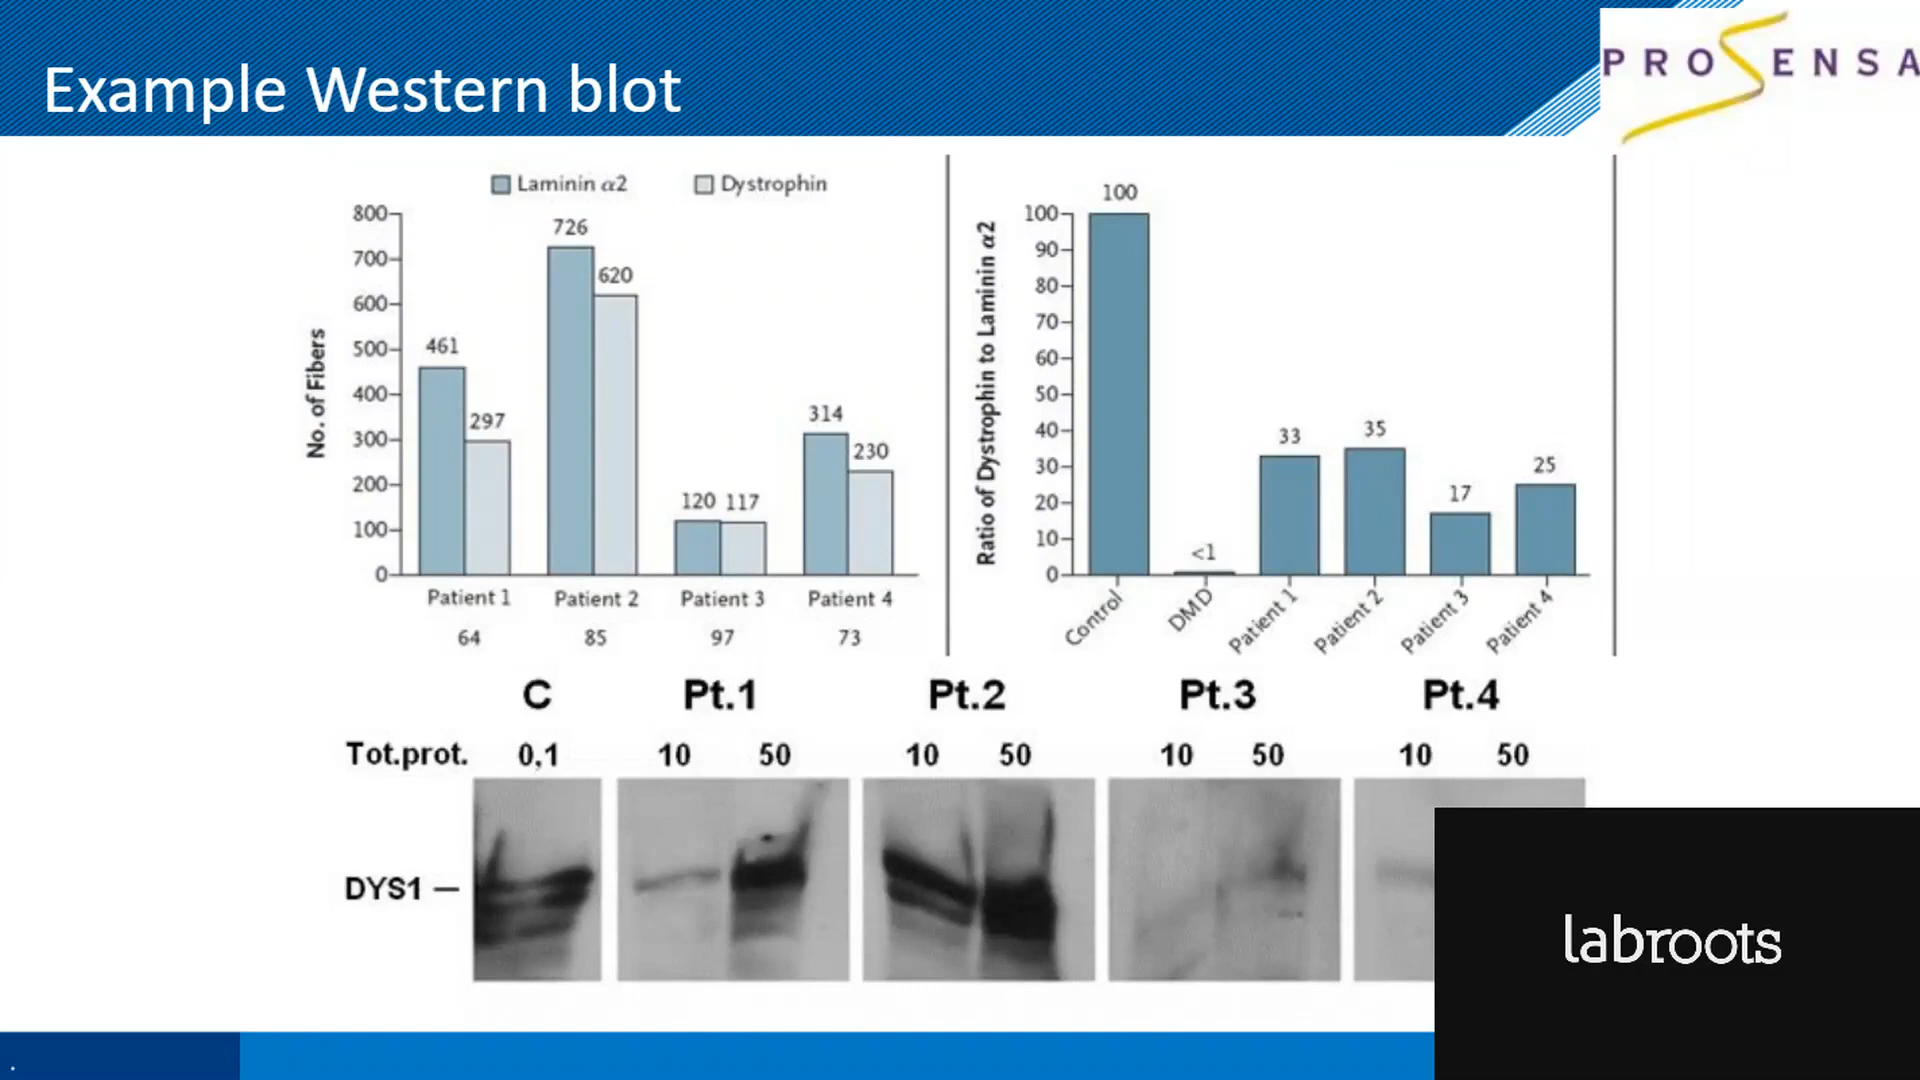 Example Western blot
PROSENSA
Laminin α2
Dystrophin
No. of Fibers
800
700
600
500
400
300
200
100
0
461
297
726
620
120
117
314
230
Patient 1
Patient 2
Patient 3
Patient 4
64
85
97
73
Ratio of Dystrophin to Laminin α2
100
90
80
70
60
50
40
30
20
10
0
100
<1
33
35
17
25
Control
DMD
Patient 1
Patient 2
Patient 3
Patient 4
C
Pt.1
Pt.2
Pt.3
Pt.4
Tot.prot.
0,1
10
50
10
50
10
50
10
50
DYS1 –
labroots